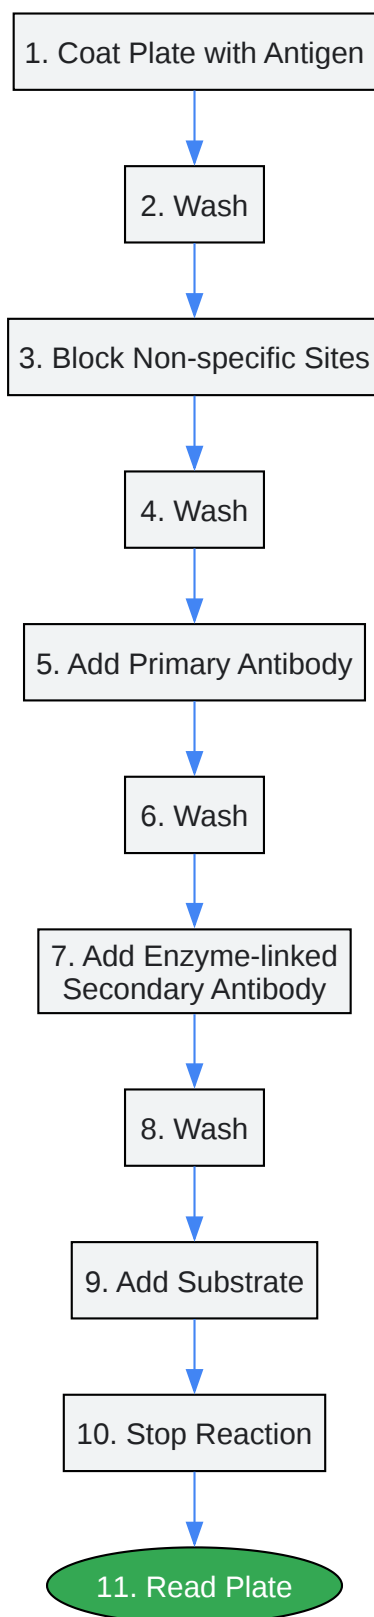 1. Coat Plate with Antigen
2. Wash
3. Block Non-specific Sites
4. Wash
5. Add Primary Antibody
6. Wash
7. Add Enzyme-linked
Secondary Antibody
8. Wash
9. Add Substrate
10. Stop Reaction
11. Read Plate